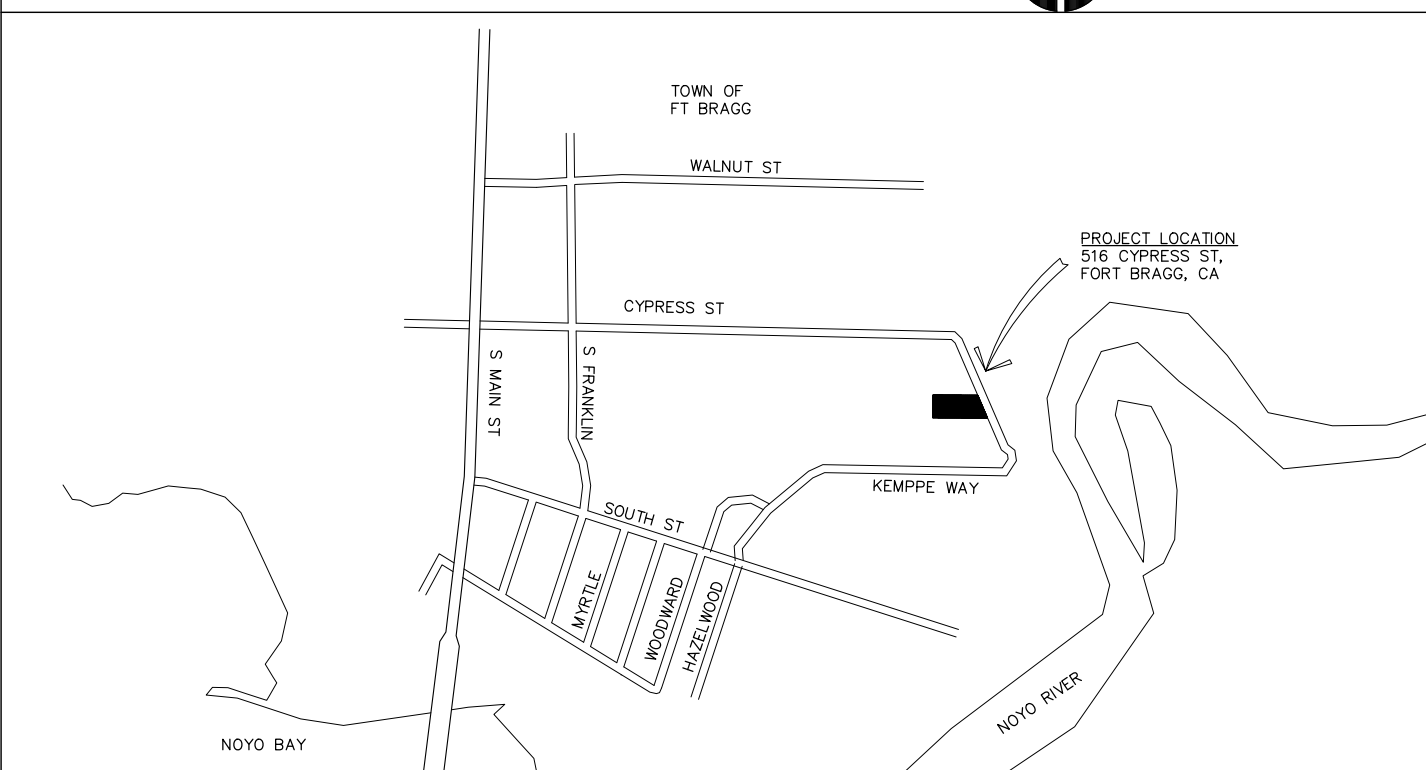 TOWN OF
FT BRAGG
WALNUT ST
PROJECT LOCATION
516 CYPRESS ST,
FORT BRAGG, CA
CYPRESS ST
S MAIN ST
S FRANKLIN
KEMPPE WAY
SOUTH ST
MYRTLE
WOODWARD
HAZELWOOD
NOYO RIVER
NOYO BAY